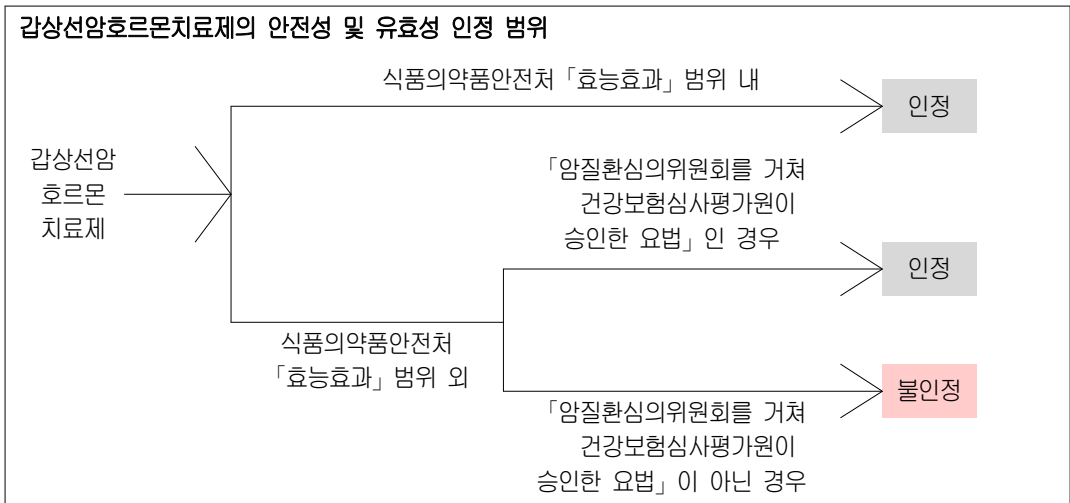 갑상선암호르몬치료제의 안전성 및 유효성 인정 범위
식품의약품안전처「효능효과」범위 내
인정
갑상선암
호르몬
치료제
「암질환심의위원회를 거쳐
건강보험심사평가원이
승인한 요법」인 경우
인정
식품의약품안전처
「효능효과」범위 외
불인정
「암질환심의위원회를 거쳐
건강보험심사평가원이
승인한 요법」이 아닌 경우